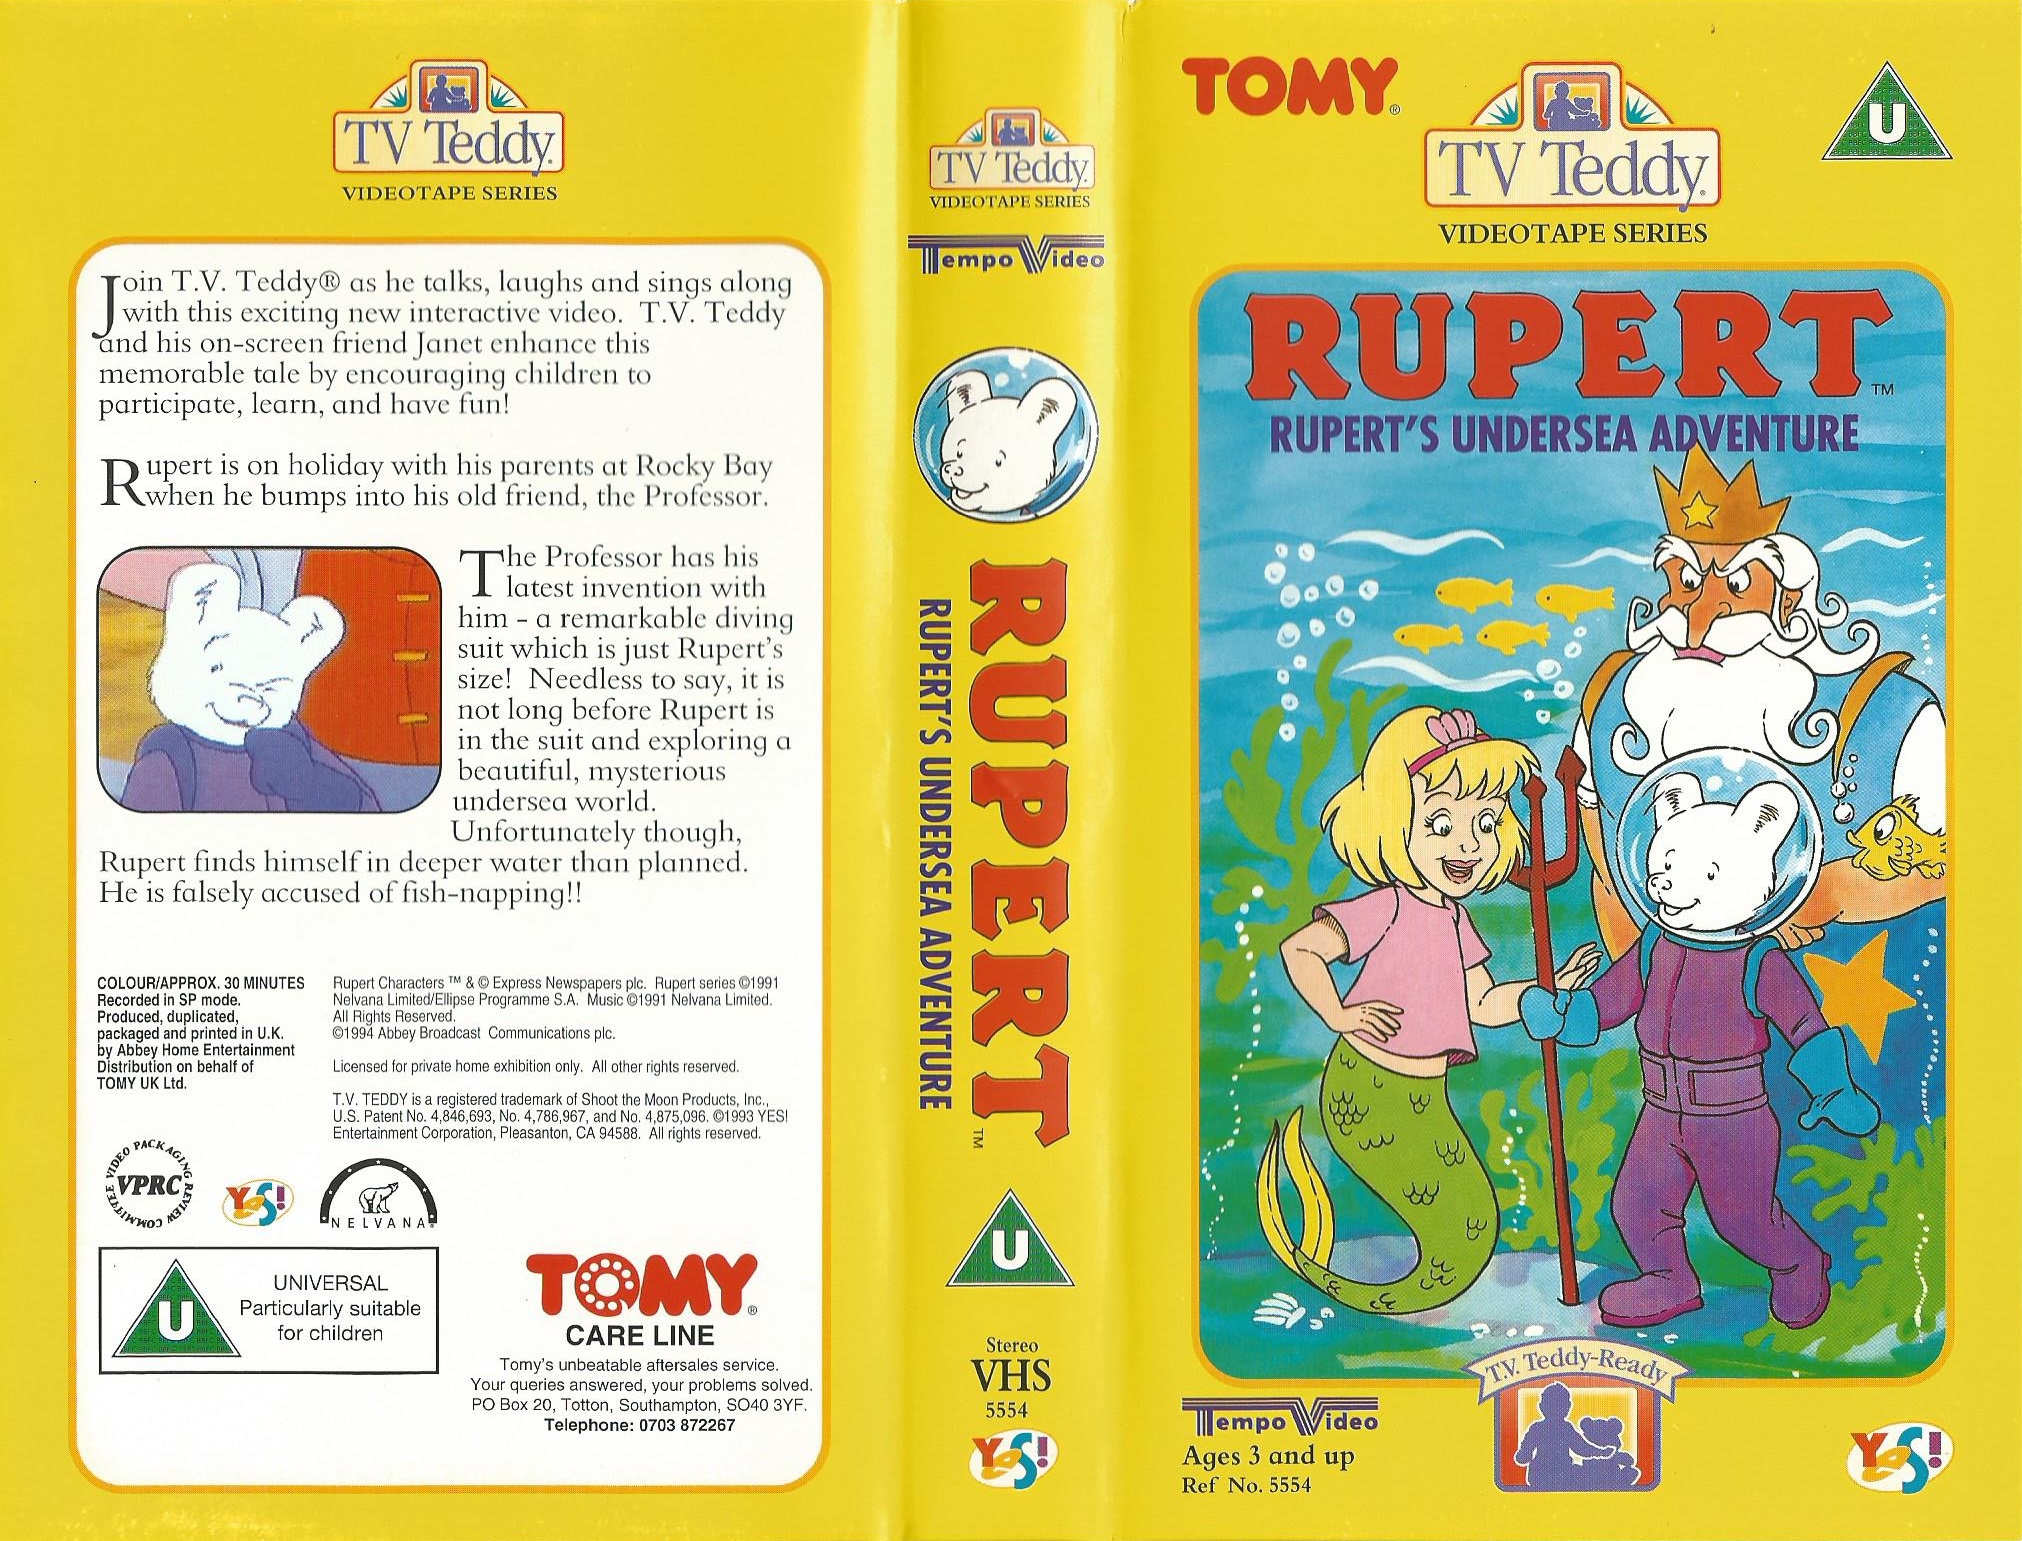 TV Teddy.
VIDEOTAPE SERIES
Join T.V. Teddy® as he talks, laughs and sings along
with this exciting new interactive video. T.V. Teddy
and his on-screen friend Janet enhance this
memorable tale by encouraging children to
participate, learn, and have fun!
Rupert is on holiday with his parents at Rocky Bay
when he bumps into his old friend, the Professor.
The Professor has his
latest invention with
him - a remarkable diving
suit which is just Rupert's
size! Needless to say, it is
not long before Rupert is
in the suit and exploring a
beautiful, mysterious
undersea world.
Unfortunately though,
Rupert finds himself in deeper water than planned.
He is falsely accused of fish-napping!!
COLOUR/APPROX. 30 MINUTES
Recorded in SP mode.
Produced, duplicated,
packaged and printed in U.K.
by Abbey Home Entertainment
Distribution on behalf of
TOMY UK Ltd.
Rupert Characters ™ & © Express Newspapers plc. Rupert series ©1991
Nelvana Limited/Ellipse Programme S.A. Music ©1991 Nelvana Limited.
All Rights Reserved.
©1994 Abbey Broadcast Communications plc.
Licensed for private home exhibition only. All other rights reserved.
T.V. TEDDY is a registered trademark of Shoot the Moon Products, Inc.,
U.S. Patent No. 4,846,693, No. 4,786,967, and No. 4,875,096. ©1993 YES!
Entertainment Corporation, Pleasanton, CA 94588. All rights reserved.
VIDEO PACKAGING REVIEW COMMITTEE
VPRC
YES!
NELVANA®
U
UNIVERSAL
Particularly suitable
for children
TOMY®
CARE LINE
Tomy's unbeatable aftersales service.
Your queries answered, your problems solved.
PO Box 20, Totton, Southampton, SO40 3YF.
Telephone: 0703 872267
TV Teddy.
VIDEOTAPE SERIES
Tempo Video
RUPERT™
RUPERT'S UNDERSEA ADVENTURE
U
Stereo
VHS
5554
YES!
TOMY®
TV Teddy.
VIDEOTAPE SERIES
U
RUPERT™
RUPERT'S UNDERSEA ADVENTURE
T.V. Teddy-Ready
Tempo Video
Ages 3 and up
Ref No. 5554
YES!